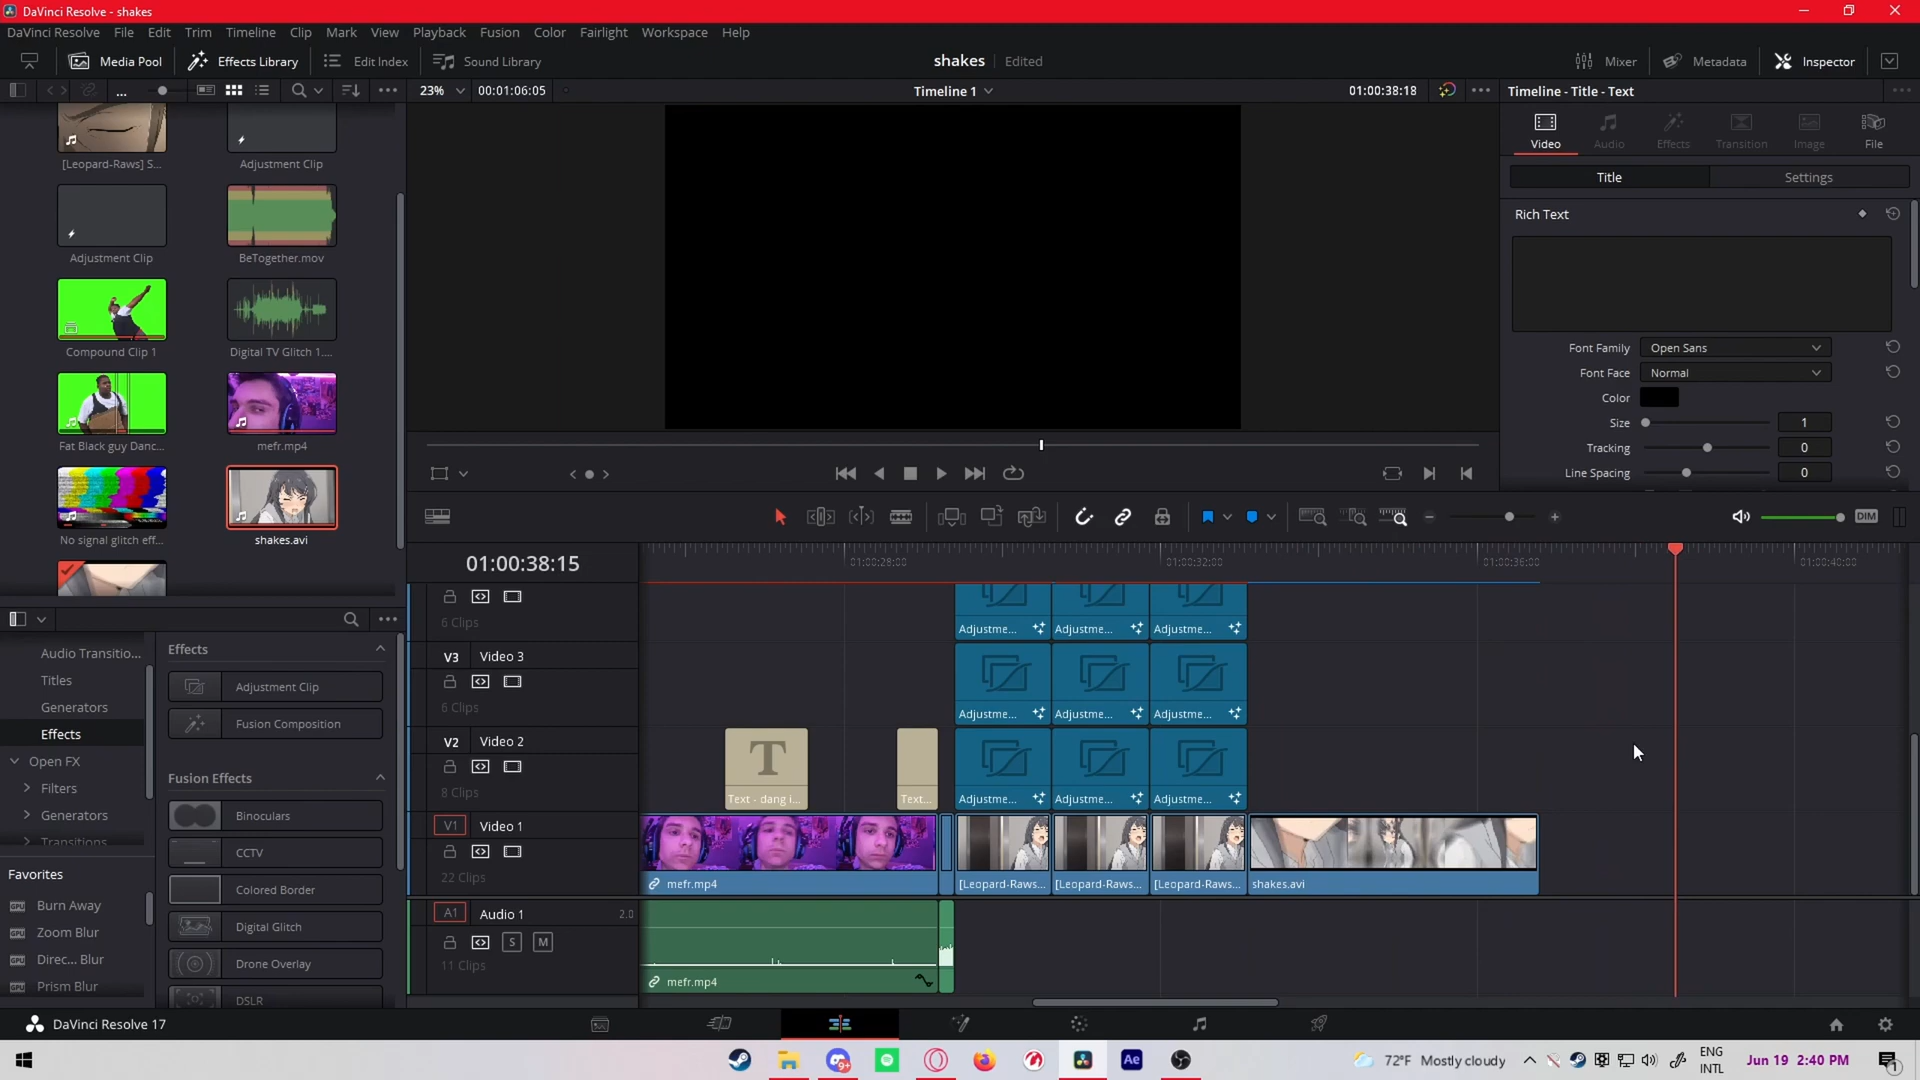 DaVinci Resolve - shakes
DaVinci Resolve File Edit Trim Timeline Clip Mark View Playback Fusion Color Fairlight Workspace Help
Media Pool Effects Library Edit Index Sound Library shakes Edited Mixer Metadata Inspector
... 23% 00:01:06:05 Timeline 1 01:00:38:18 Timeline - Title - Text
Video Audio Effects Transition Image File
[Leopard-Raws] S... Adjustment Clip
Title Settings
Rich Text
Adjustment Clip BeTogether.mov
Compound Clip 1 Digital TV Glitch 1....
Font Family Open Sans
Font Face Normal
Color
Size 1
Fat Black guy Danc... mefr.mp4
Tracking 0
Line Spacing 0
No signal glitch eff... shakes.avi
DIM
01:00:38:15 01:00:28:00 01:00:32:00 01:00:36:00 01:00:40:00
6 Clips Adjustme... Adjustme... Adjustme...
Audio Transitio... Effects
Titles Adjustment Clip V3 Video 3
Generators Fusion Composition 6 Clips Adjustme... Adjustme... Adjustme...
Effects V2 Video 2
Open FX Fusion Effects T
Filters 8 Clips Text - dang i... Text... Adjustme... Adjustme... Adjustme...
Generators Binoculars V1 Video 1
Transitions CCTV
Favorites 22 Clips mefr.mp4 [Leopard-Raws... [Leopard-Raws... [Leopard-Raws... shakes.avi
Colored Border
Burn Away A1 Audio 1 2.0
Zoom Blur Digital Glitch S M
Direc... Blur Drone Overlay 11 Clips
Prism Blur DSLR mefr.mp4
DaVinci Resolve 17
9+ Ae 72°F Mostly cloudy ENG INTL Jun 19 2:40 PM 1